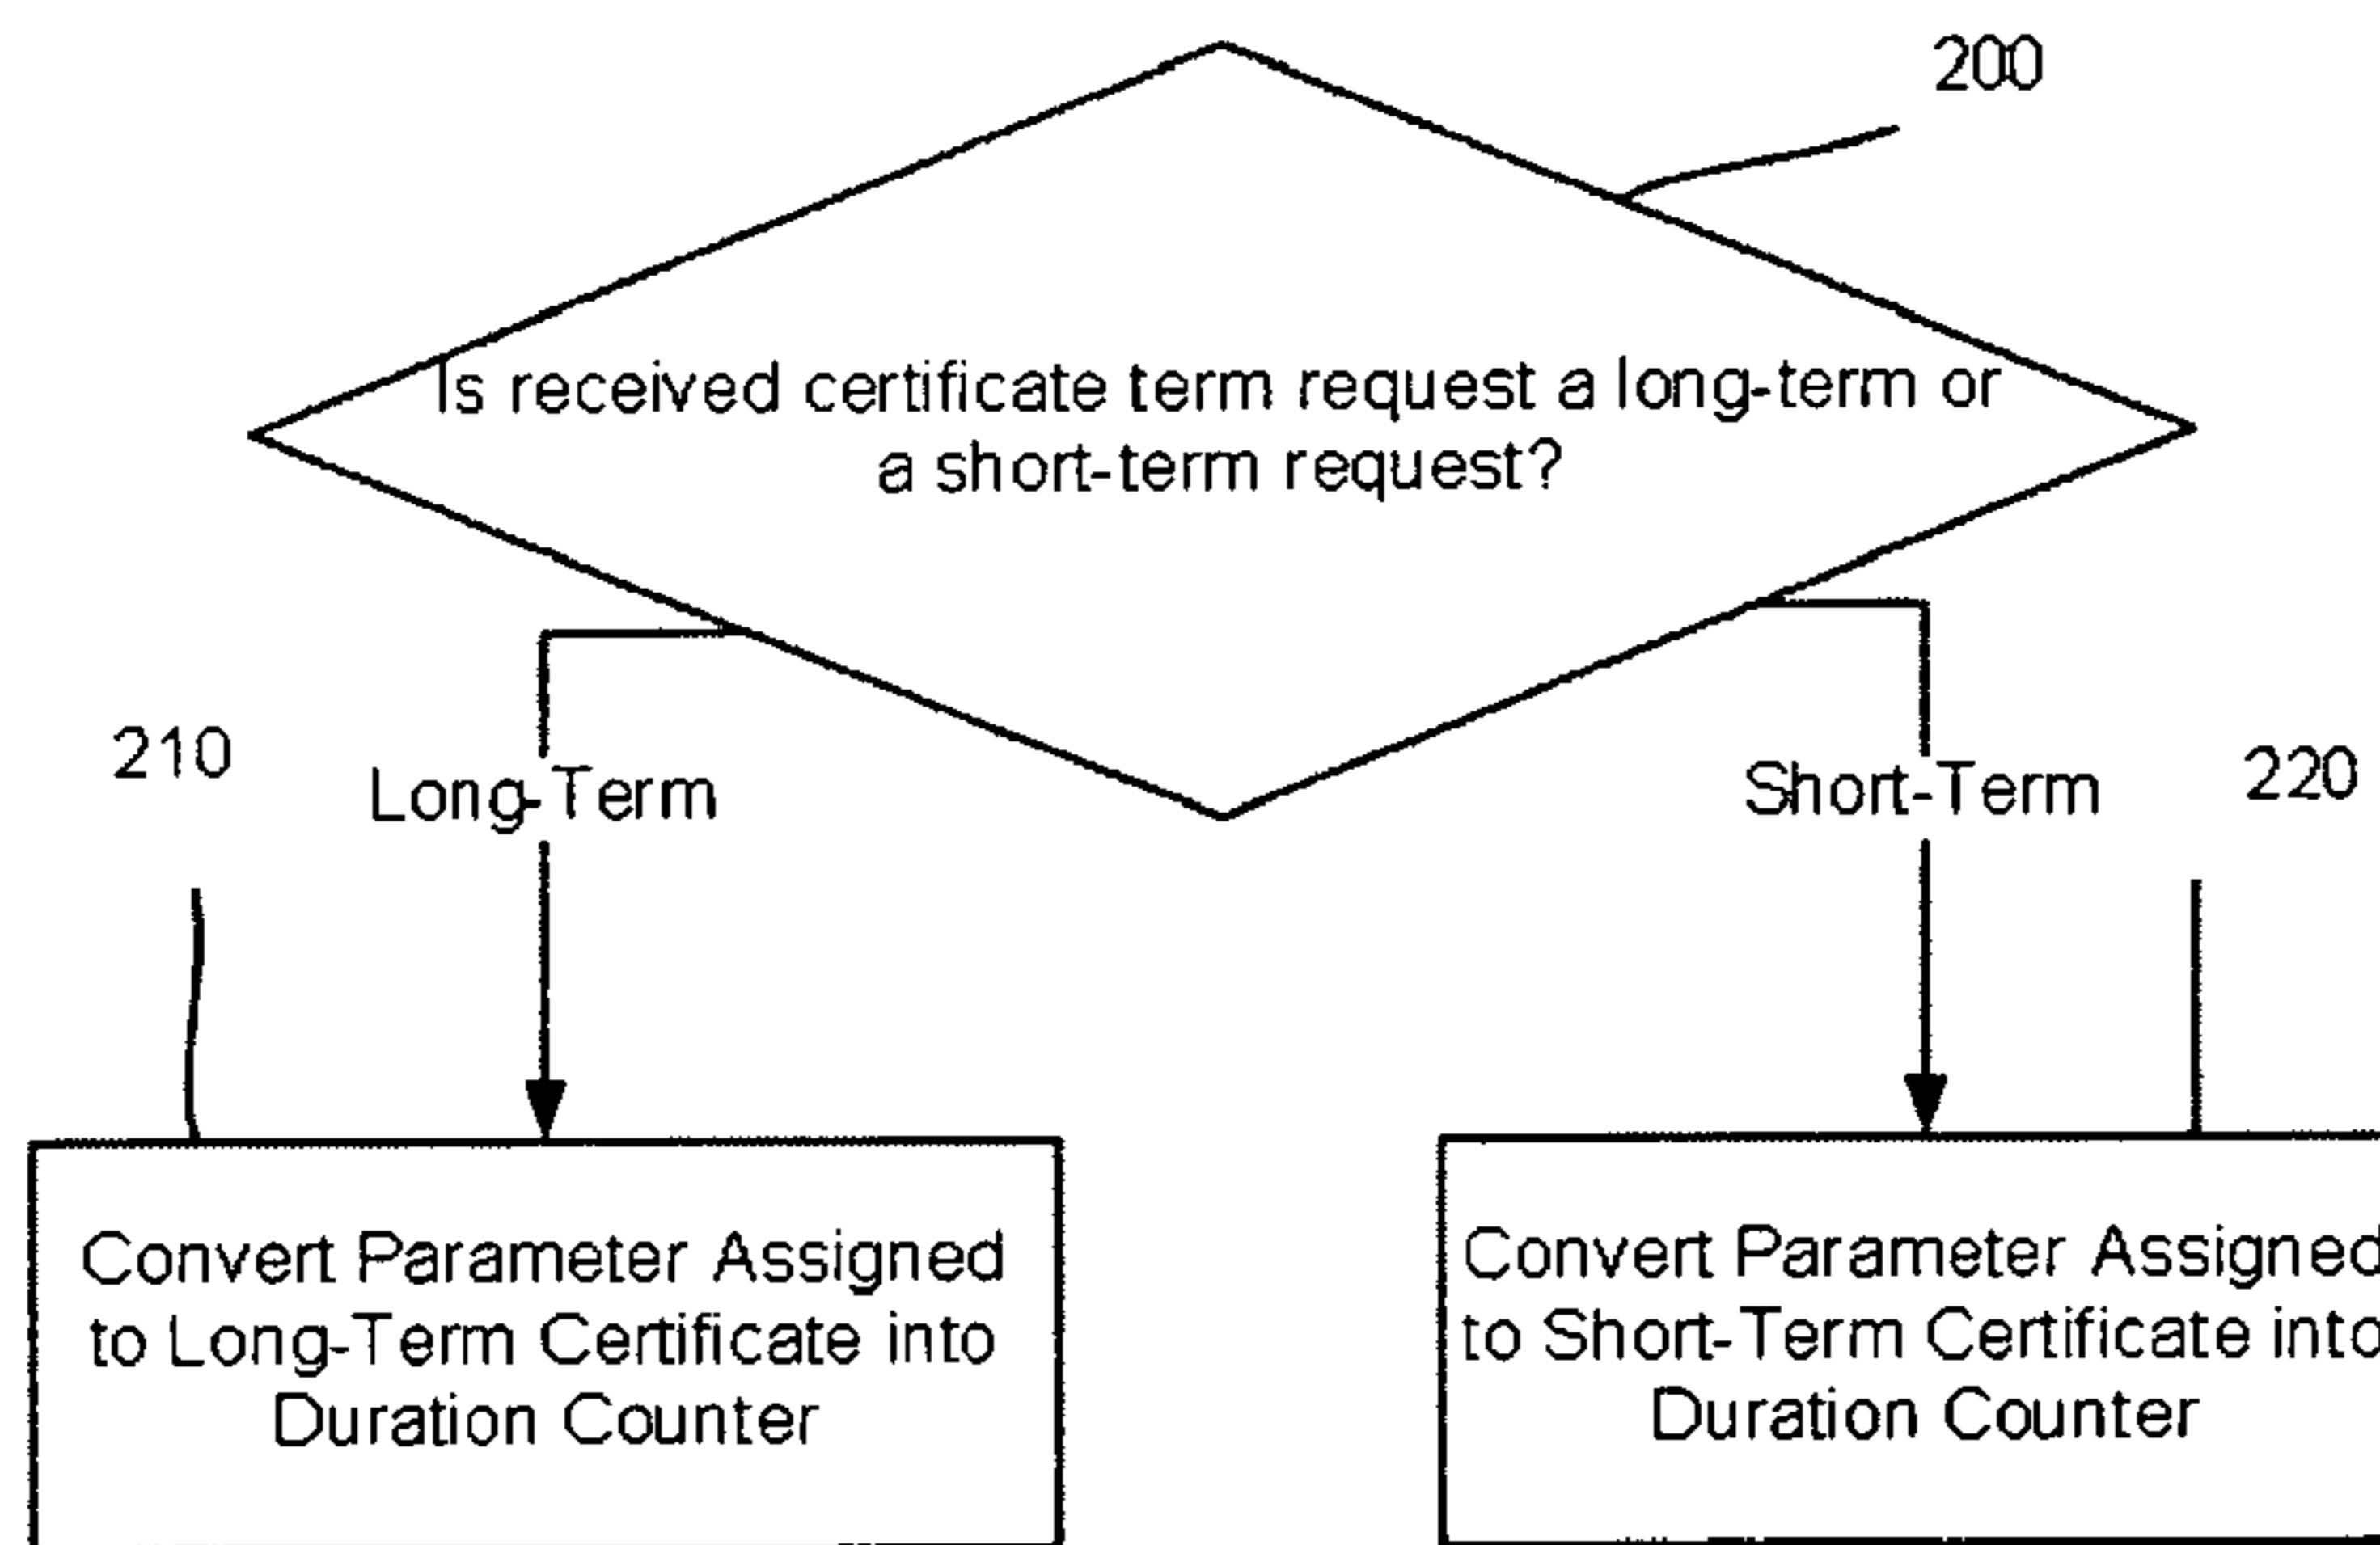 200
Is received certificate term request a long-term or
a short-term request?
210
Long-Term
Short-Term
220
Convert Parameter Assigned
to Long-Term Certificate into
Duration Counter
Convert Parameter Assigned
to Short-Term Certificate into
Duration Counter